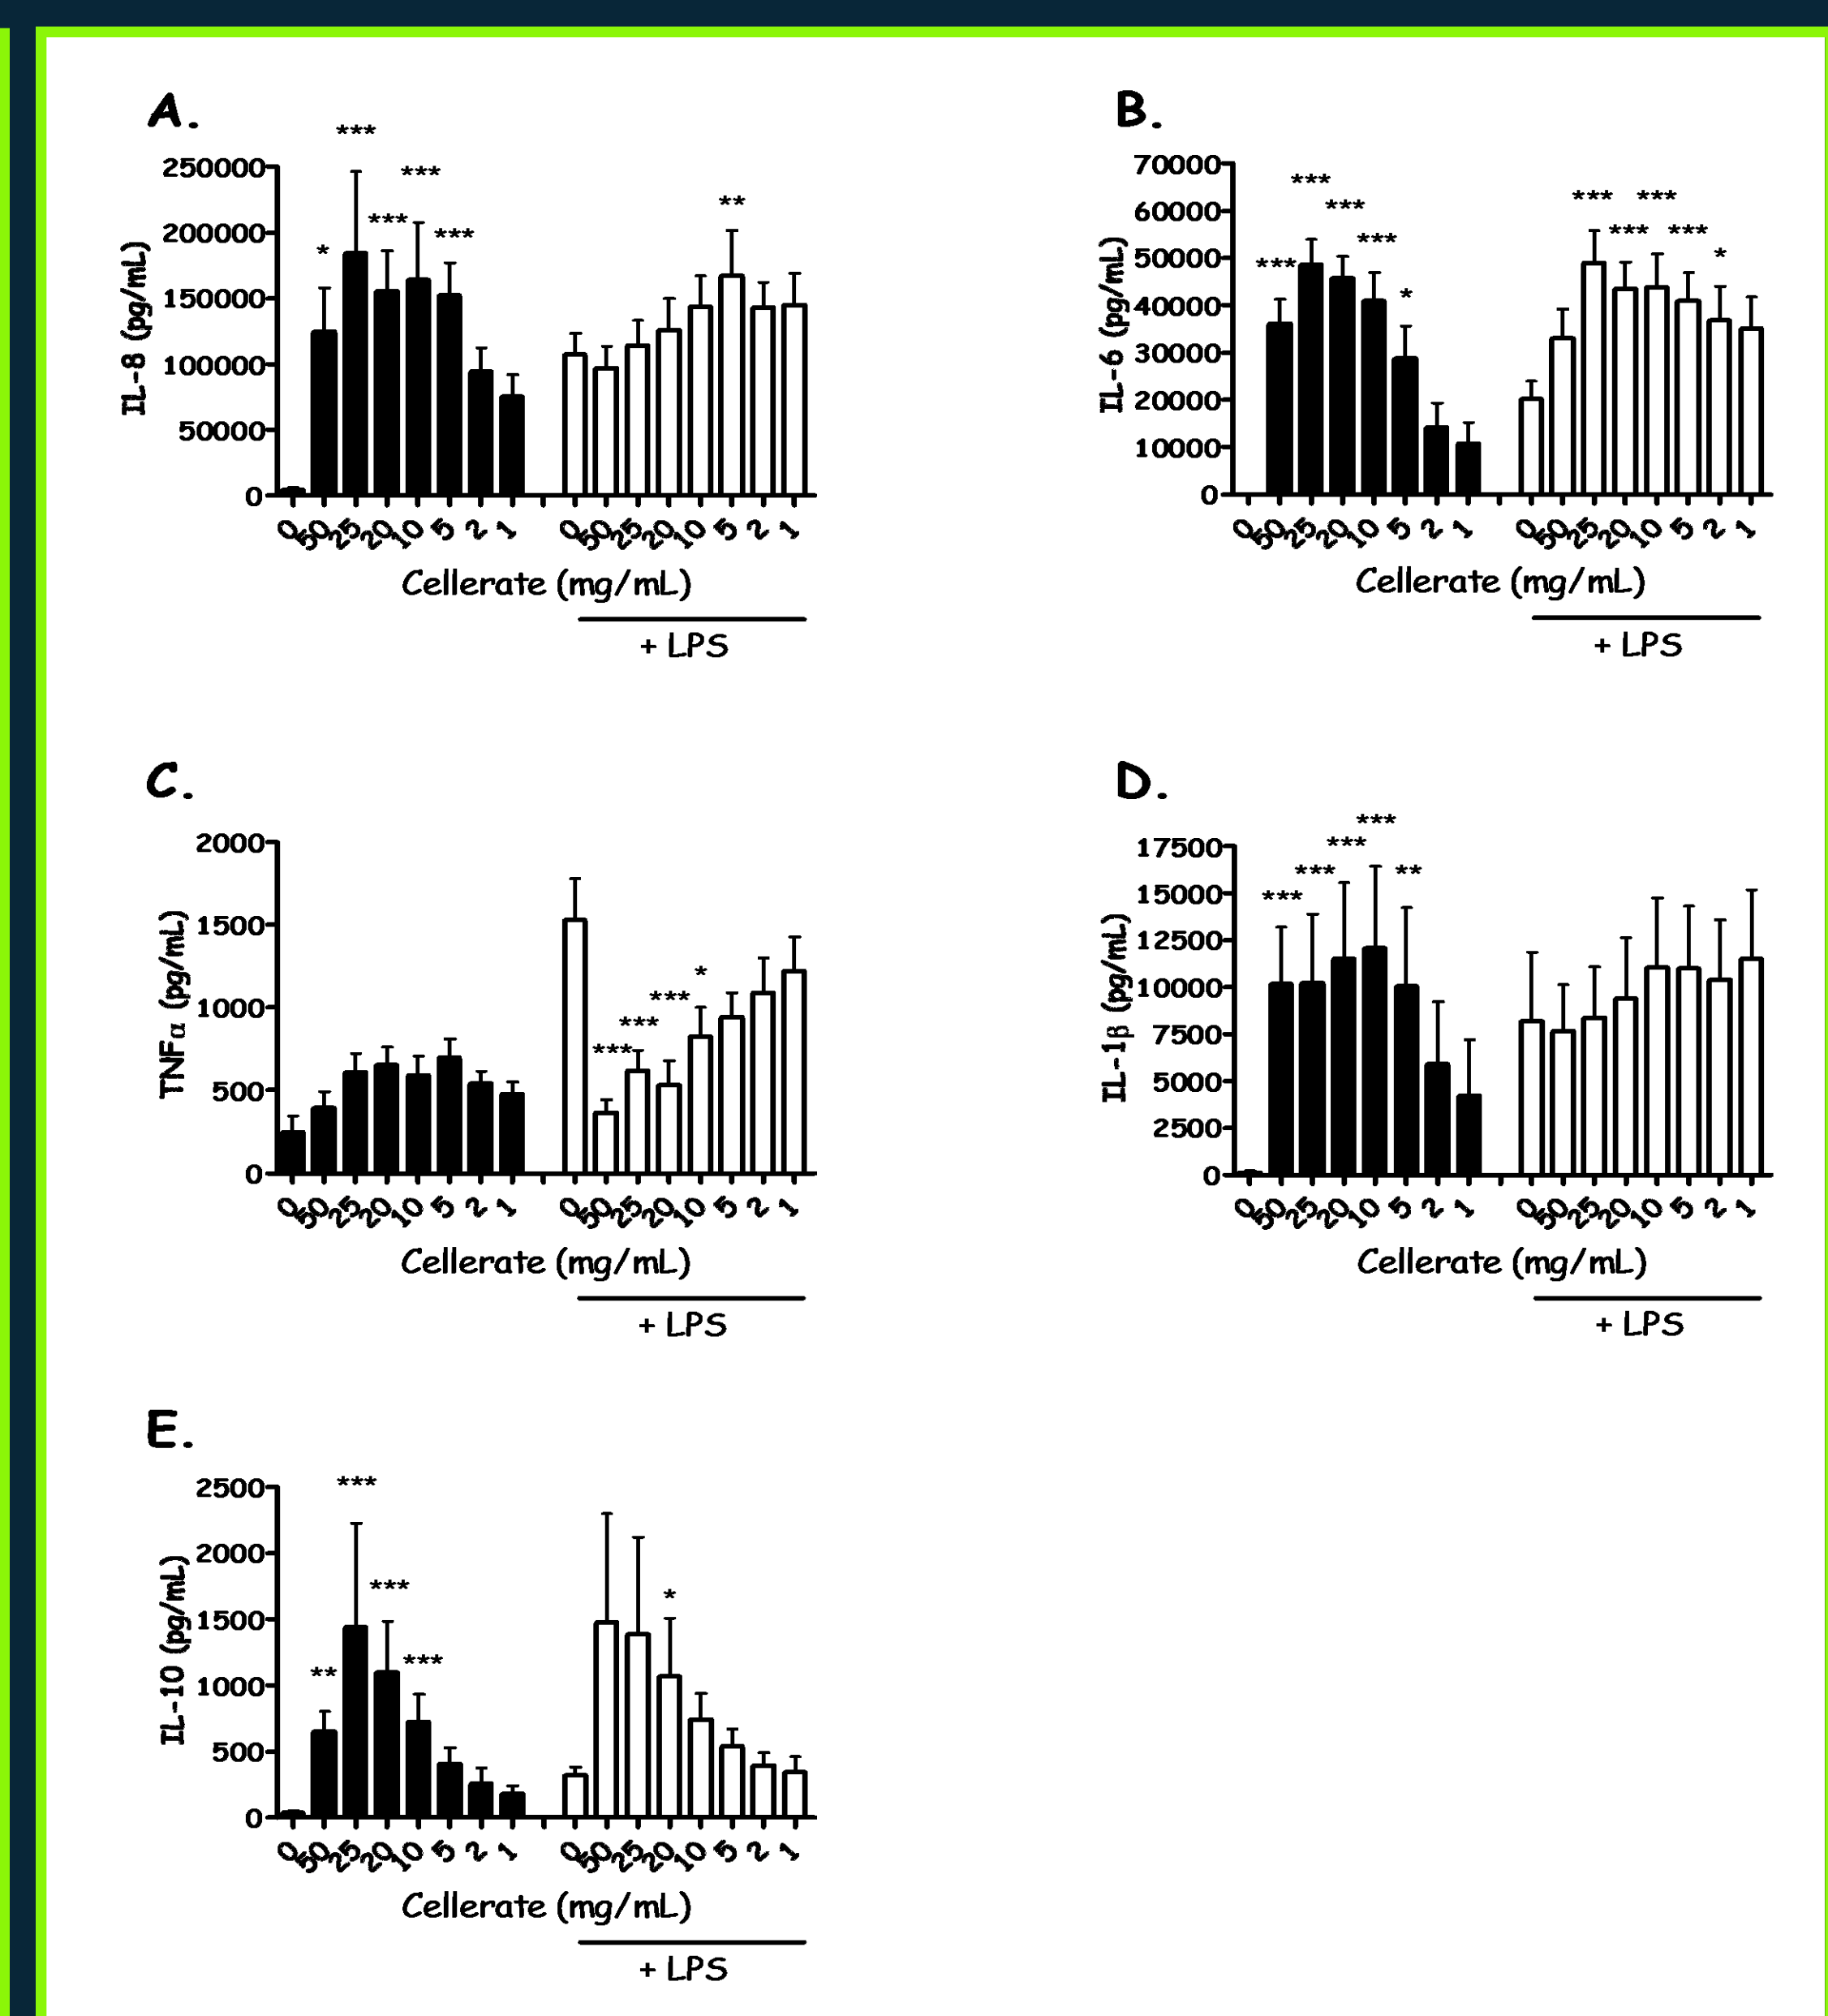 A.
***
***
***
***
*
**
250000
200000
150000
100000
50000
0
IL-8 (pg/mL)
0 50 25 20 10 5 2 1 0 50 25 20 10 5 2 1
Cellerate (mg/mL)
+ LPS
B.
***
***
***
***
*
***
***
***
***
*
70000
60000
50000
40000
30000
20000
10000
0
IL-6 (pg/mL)
0 50 25 20 10 5 2 1 0 50 25 20 10 5 2 1
Cellerate (mg/mL)
+ LPS
C.
2000
1500
1000
500
0
TNFα (pg/mL)
*
***
***
***
0 50 25 20 10 5 2 1 0 50 25 20 10 5 2 1
Cellerate (mg/mL)
+ LPS
D.
***
***
***
**
***
17500
15000
12500
10000
7500
5000
2500
0
IL-1β (pg/mL)
0 50 25 20 10 5 2 1 0 50 25 20 10 5 2 1
Cellerate (mg/mL)
+ LPS
E.
***
***
*
***
**
2500
2000
1500
1000
500
0
IL-10 (pg/mL)
0 50 25 20 10 5 2 1 0 50 25 20 10 5 2 1
Cellerate (mg/mL)
+ LPS